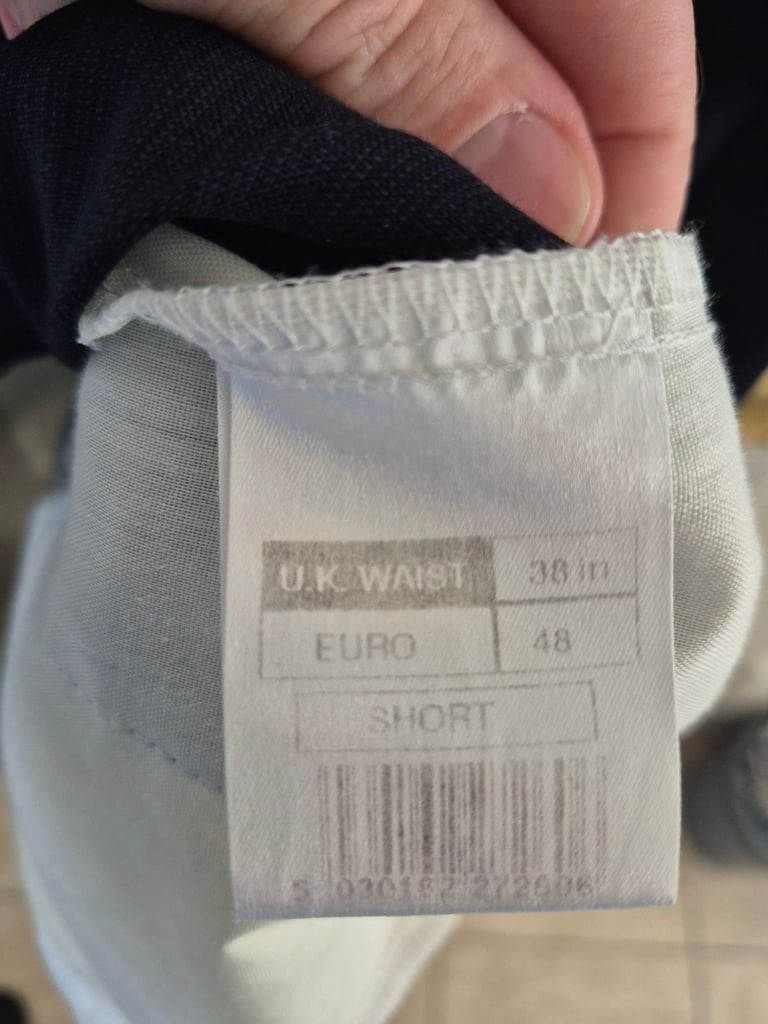 U.K. WAIST 38 in
EURO 48
SHORT
5 030182 272606